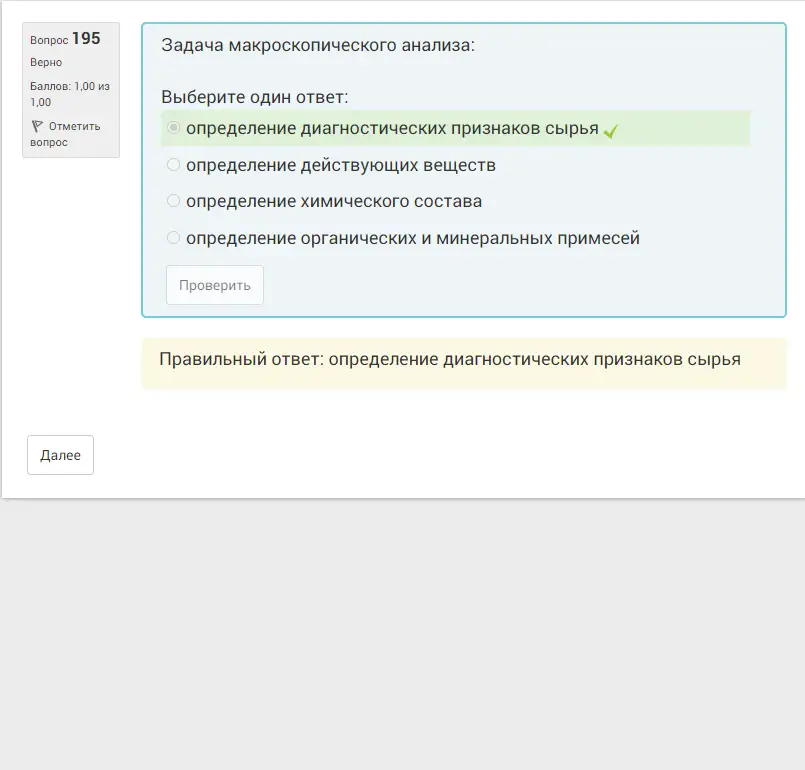 Вопрос 195
Верно
Баллов: 1,00 из
1,00
Отметить
вопрос
Задача макроскопического анализа:
Выберите один ответ:
определение диагностических признаков сырья
определение действующих веществ
определение химического состава
определение органических и минеральных примесей
Проверить
Правильный ответ: определение диагностических признаков сырья
Далее